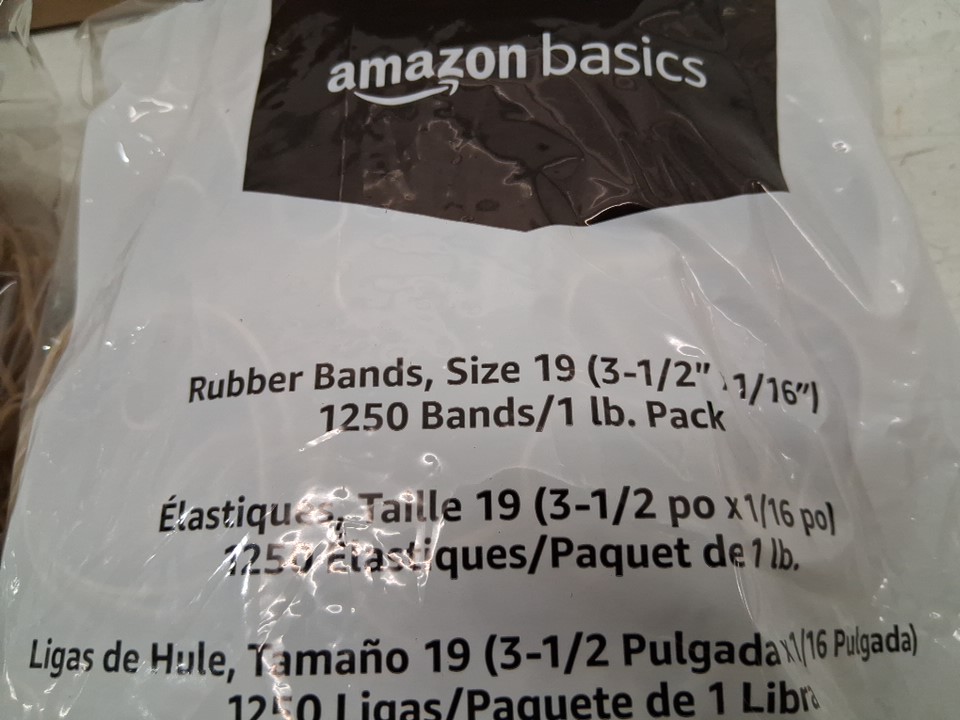 amazon basics
Rubber Bands, Size 19 (3-1/2" 1/16")
1250 Bands/1 lb. Pack
Élastiques, Taille 19 (3-1/2 po x 1/16 po)
1250 Élastiques/Paquet de 1 lb.
Ligas de Hule, Tamaño 19 (3-1/2 Pulgada x 1/16 Pulgada)
1250 Ligas/Paquete de 1 Libra